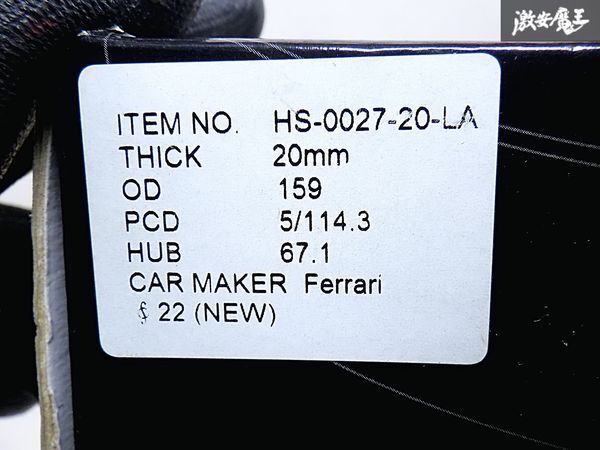 激安魔王
ITEM NO. HS-0027-20-LA
THICK 20mm
OD 159
PCD 5/114.3
HUB 67.1
CAR MAKER Ferrari
22 (NEW)